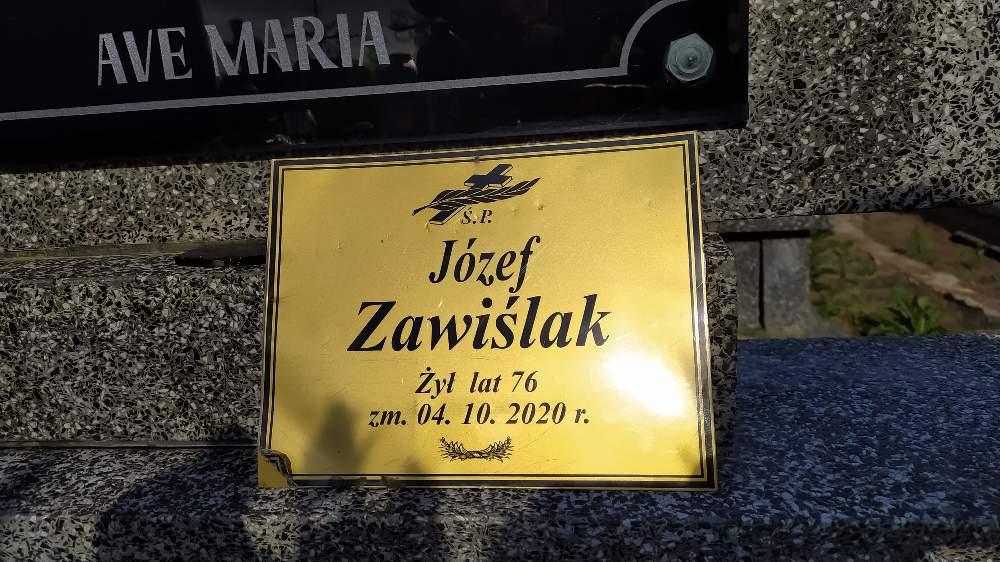 AVE MARIA
Ś.P.
Józef
Zawiślak
Żył lat 76
zm. 04. 10. 2020 r.